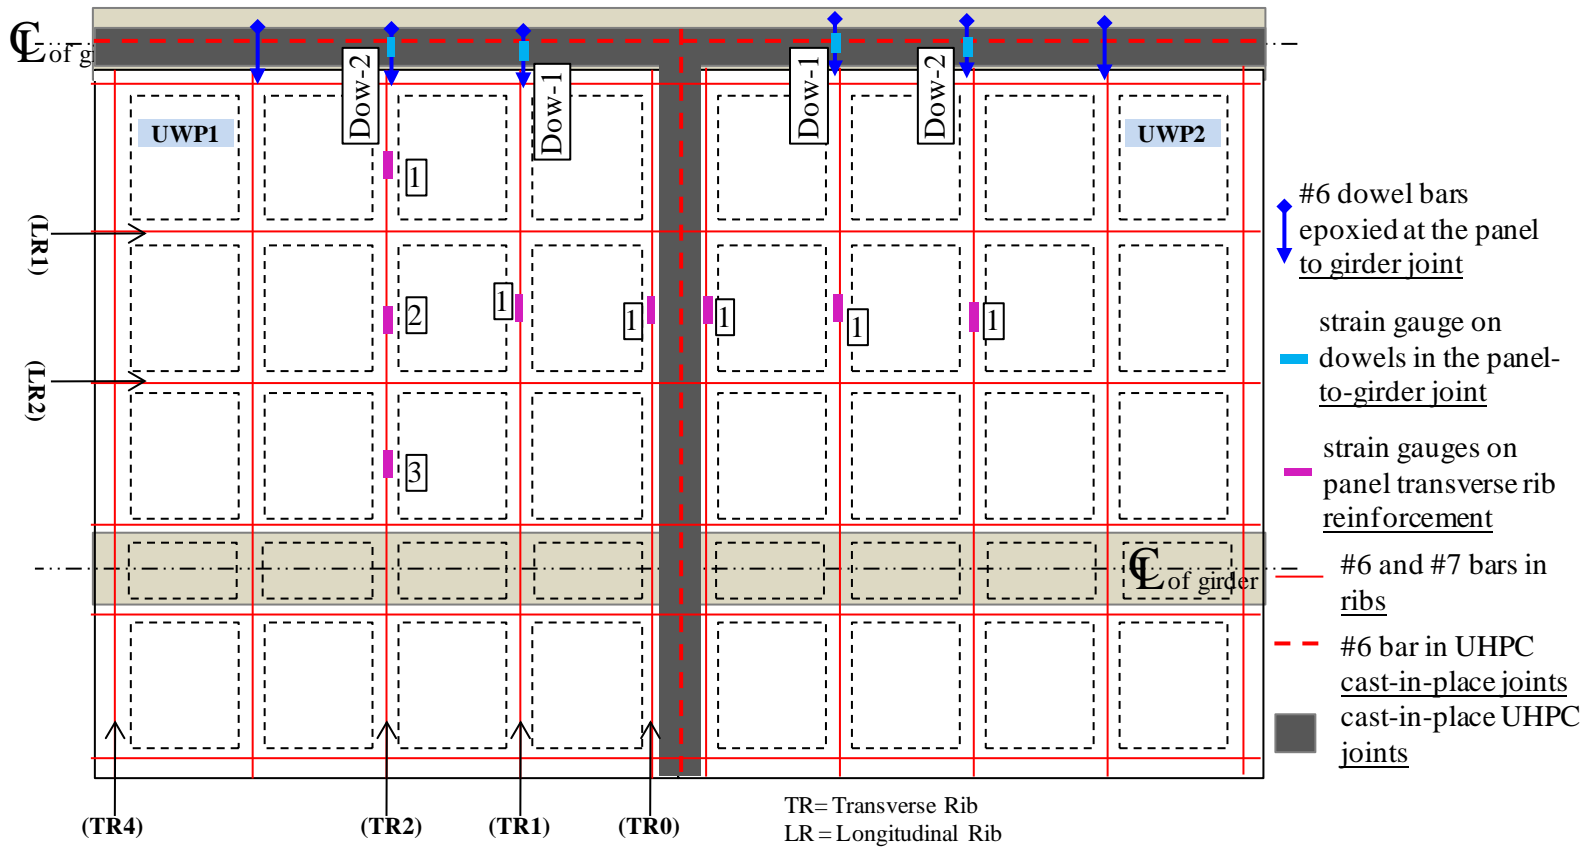 ℄ of g
Dow-2
Dow-1
Dow-1
Dow-2
UWP1
UWP2
1
(LR1)
2
1
1
1
1
1
(LR2)
3
℄ of girder
(TR4)
(TR2)
(TR1)
(TR0)
TR= Transverse Rib
LR = Longitudinal Rib
#6 dowel bars
epoxied at the panel
to girder joint
strain gauge on
dowels in the panel-
to-girder joint
strain gauges on
panel transverse rib
reinforcement
#6 and #7 bars in
ribs
#6 bar in UHPC
cast-in-place joints
cast-in-place UHPC
joints